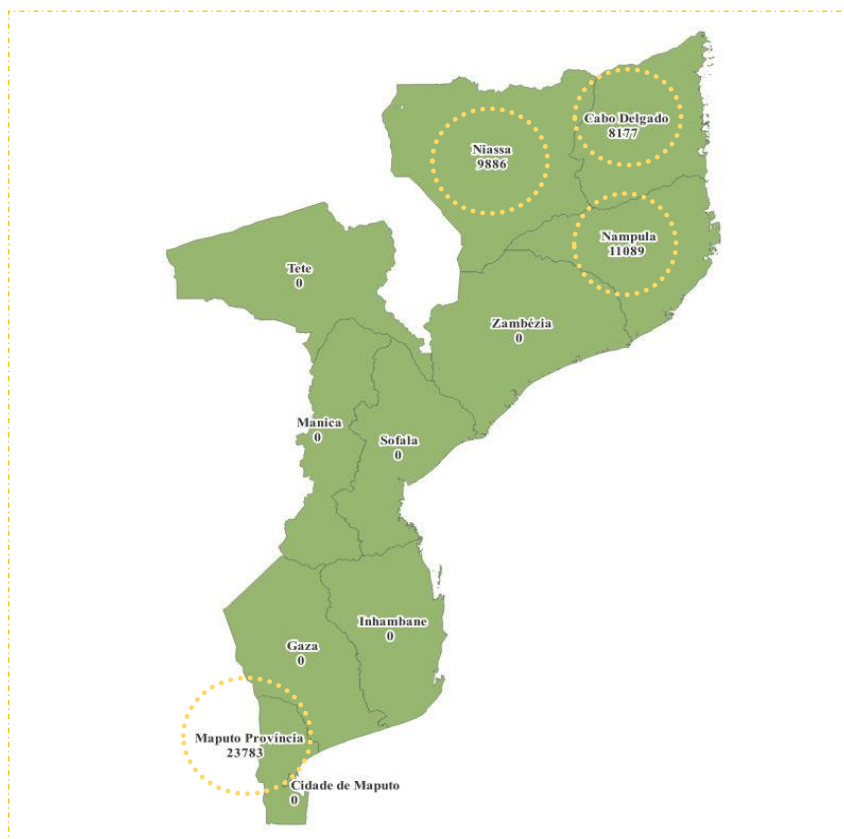 Cabo Delgado
8177
Niassa
9886
Nampula
11089
Tete
0
Zambézia
0
Manica
0
Sofala
0
Inhambane
0
Gaza
0
Maputo Província
23783
Cidade de Maputo
0